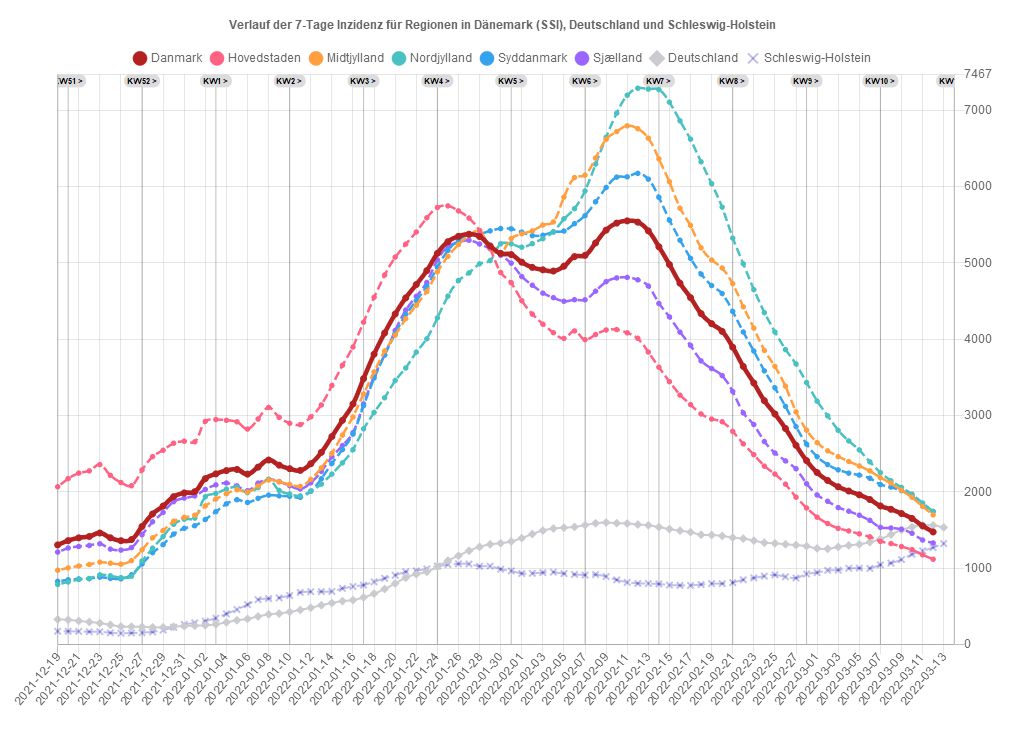 Verlauf der 7-Tage Inzidenz für Regionen in Dänemark (SSI), Deutschland und Schleswig-Holstein
Danmark Hovedstaden Midtjylland Nordjylland Syddanmark Sjælland Deutschland Schleswig-Holstein
KW51 > KW52 > KW1 > KW2 > KW3 > KW4 > KW5 > KW6 > KW7 > KW8 > KW9 > KW10 > KW
7467
7000
6000
5000
4000
3000
2000
1000
0
2021-12-19 2021-12-21 2021-12-23 2021-12-25 2021-12-27 2021-12-29 2021-12-31 2022-01-02 2022-01-04 2022-01-06 2022-01-08 2022-01-10 2022-01-12 2022-01-14 2022-01-16 2022-01-18 2022-01-20 2022-01-22 2022-01-24 2022-01-26 2022-01-28 2022-01-30 2022-02-01 2022-02-03 2022-02-05 2022-02-07 2022-02-09 2022-02-11 2022-02-13 2022-02-15 2022-02-17 2022-02-19 2022-02-21 2022-02-23 2022-02-25 2022-02-27 2022-03-01 2022-03-03 2022-03-05 2022-03-07 2022-03-09 2022-03-11 2022-03-13